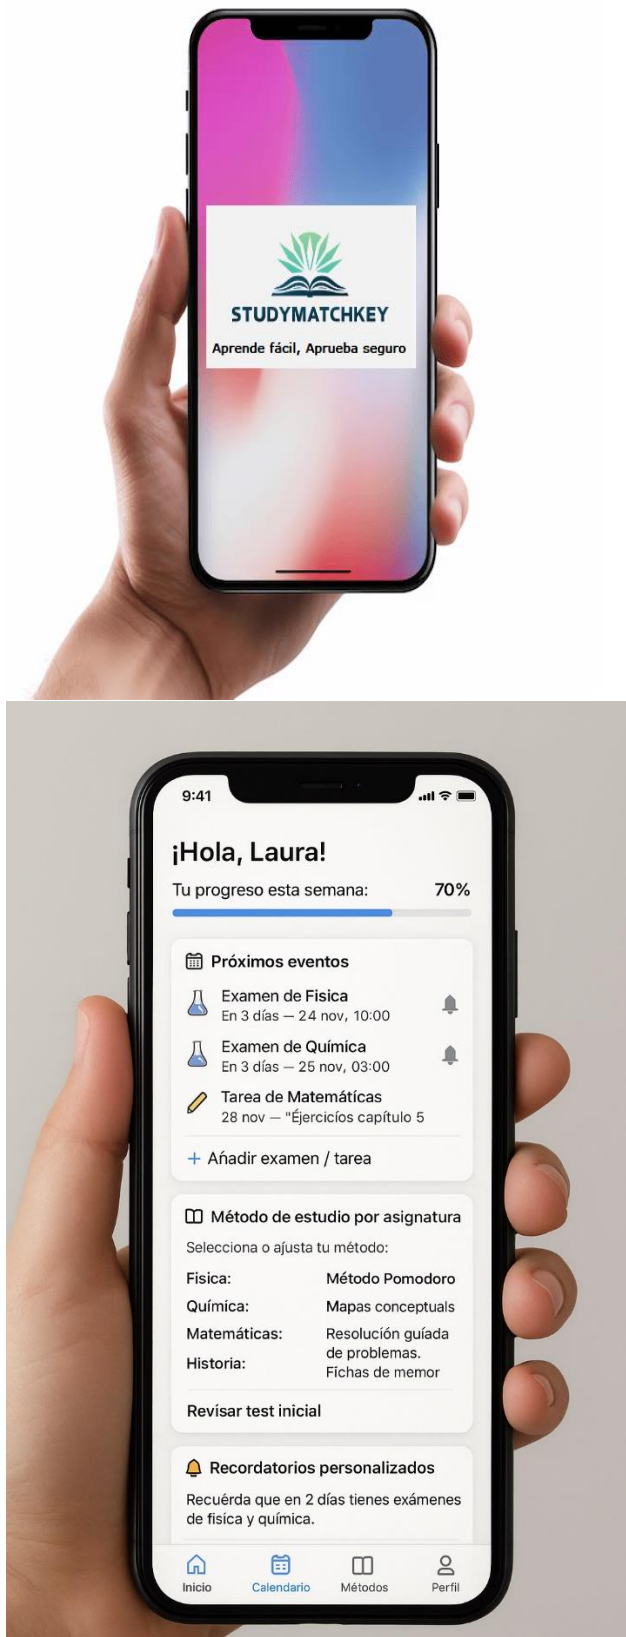 STUDYMATCHKEY
Aprende fácil, Aprueba seguro
9:41
¡Hola, Laura!
Tu progreso esta semana: 70%
Próximos eventos
Examen de Fisica
En 3 días — 24 nov, 10:00
Examen de Química
En 3 días — 25 nov, 03:00
Tarea de Matemáticas
28 nov — "Éjercicíos capítulo 5
+ Añadir examen / tarea
Método de estudio por asignatura
Selecciona o ajusta tu método:
Fisica: Método Pomodoro
Química: Mapas conceptuals
Matemáticas: Resolución guíada
de problemas.
Historia: Fíchas de memor
Revísar test inicial
Recordatorios personalizados
Recuérda que en 2 días tienes exámenes
de fisica y química.
Inicio Calendario Métodos Perfil